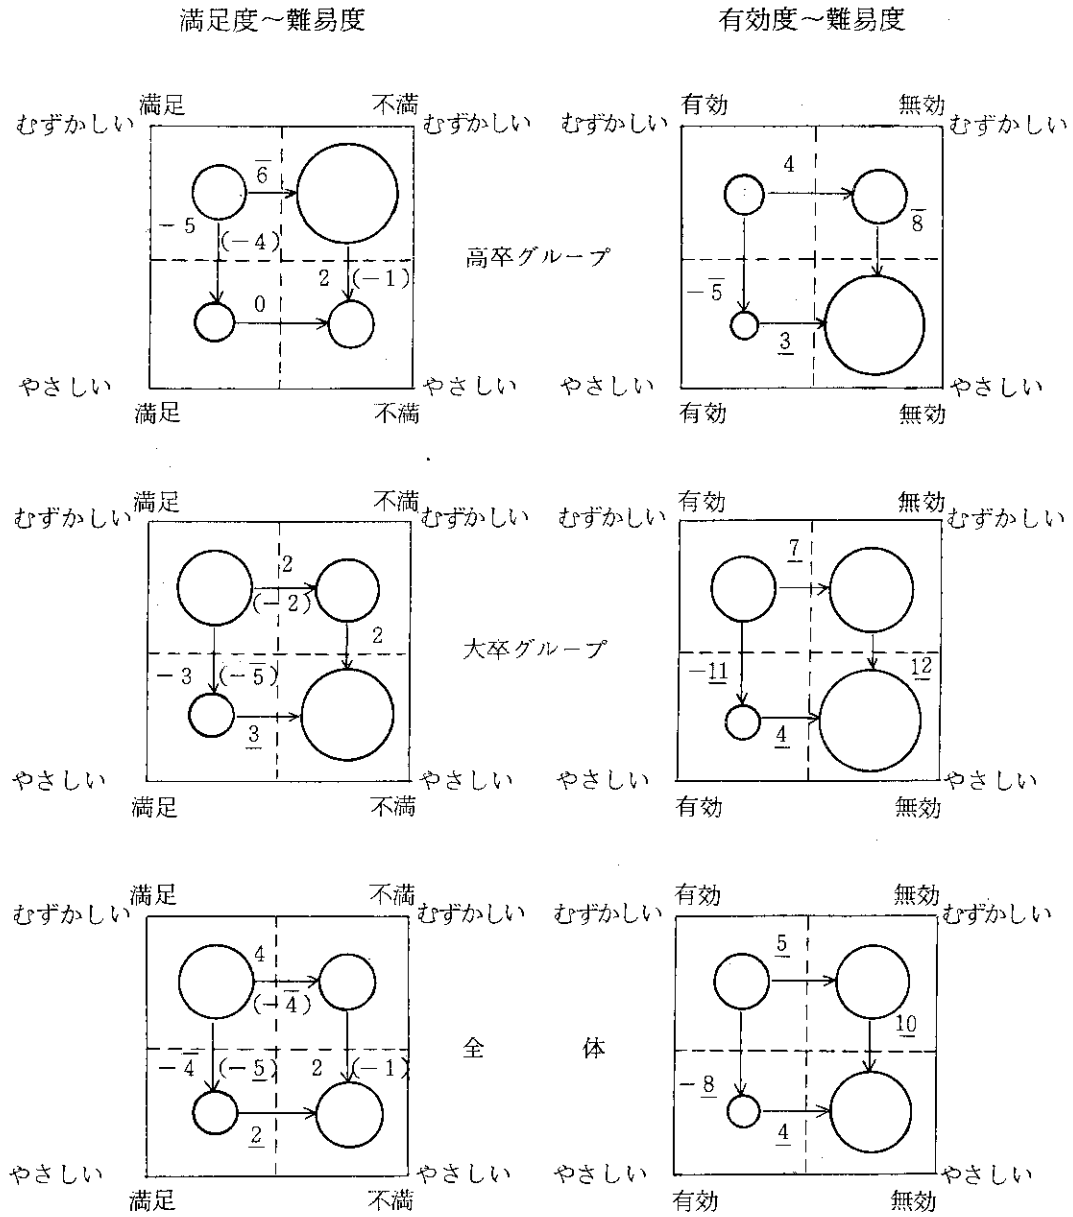 満足度～難易度 有効度～難易度
満足 不満 有効 無効
むずかしい むずかしい むずかしい むずかしい
6̅ 4
-5 (-4) 8̅
高卒グループ
2 (-1) -5̅
0 3̲
やさしい やさしい やさしい やさしい
満足 不満 有効 無効
満足 不満 有効 無効
むずかしい むずかしい むずかしい むずかしい
2 7̲
(-2)
2
大卒グループ
-3 (-5̅) -1̲1̲ 1̲2̲
3̲ 4̲
やさしい やさしい やさしい やさしい
満足 不満 有効 無効
満足 不満 有効 無効
むずかしい むずかしい むずかしい むずかしい
4 5̲
(-4̅)
1̲0̲
全 体
-4̅ (-5̲) 2 (-1) -8̲
2̲ 4̲
やさしい やさしい やさしい やさしい
満足 不満 有効 無効